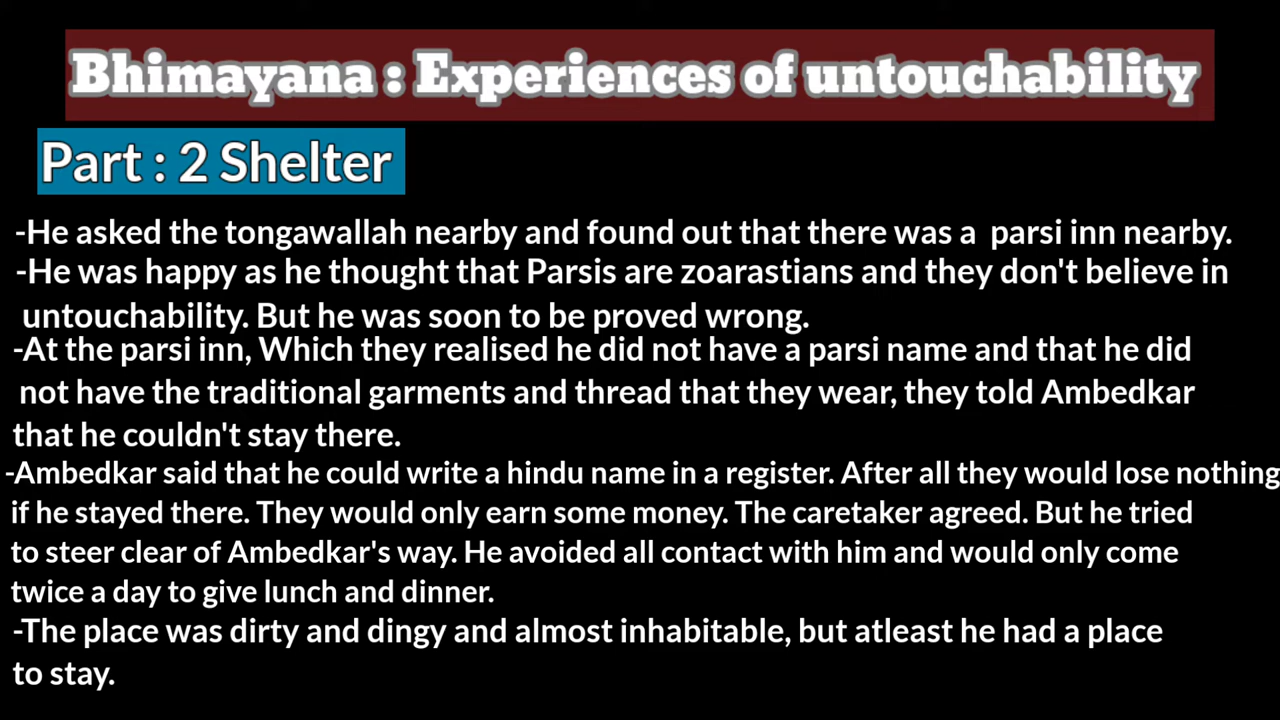 Bhimayana : Experiences of untouchability
Part : 2 Shelter
-He asked the tongawallah nearby and found out that there was a parsi inn nearby.
-He was happy as he thought that Parsis are zoarastians and they don't believe in
untouchability. But he was soon to be proved wrong.
-At the parsi inn, Which they realised he did not have a parsi name and that he did
not have the traditional garments and thread that they wear, they told Ambedkar
that he couldn't stay there.
-Ambedkar said that he could write a hindu name in a register. After all they would lose nothing
if he stayed there. They would only earn some money. The caretaker agreed. But he tried
to steer clear of Ambedkar's way. He avoided all contact with him and would only come
twice a day to give lunch and dinner.
-The place was dirty and dingy and almost inhabitable, but atleast he had a place
to stay.